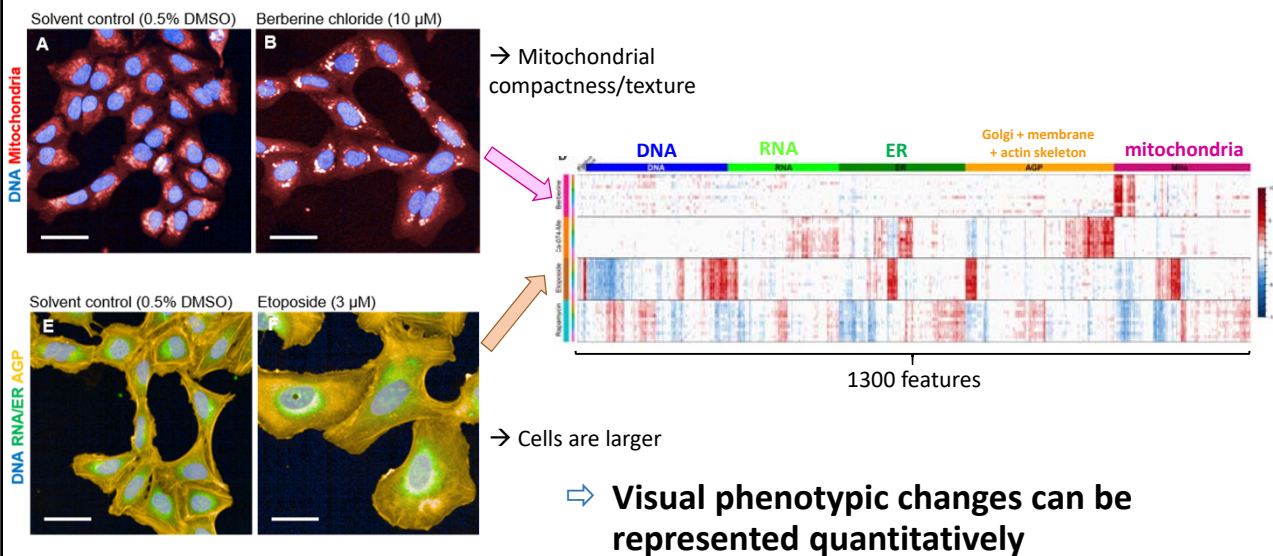 Solvent control (0.5% DMSO)
Berberine chloride (10 µM)
A
B
DNA Mitochondria
→ Mitochondrial
compactness/texture
DNA
RNA
ER
Golgi + membrane
+ actin skeleton
mitochondria
DNA
RNA
ER
AGP
Mito
Berberine
Etoposide
Rapamycin
1300 features
Solvent control (0.5% DMSO)
Etoposide (3 µM)
E
F
DNA RNA/ER AGP
→ Cells are larger
⇨ Visual phenotypic changes can be
represented quantitatively